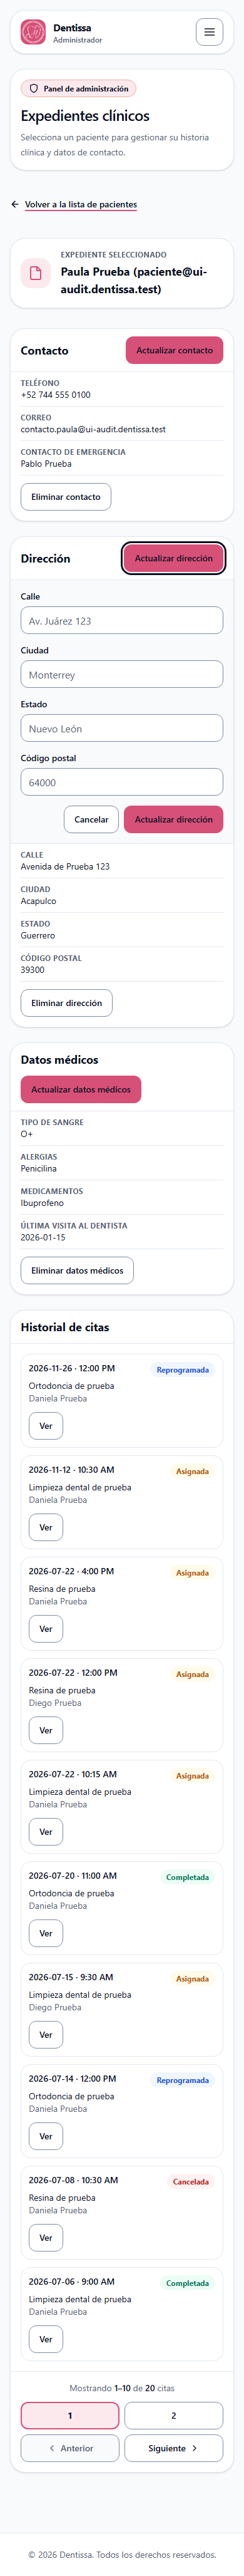 Dentissa
Administrador
Panel de administración
Expedientes clínicos
Selecciona un paciente para gestionar su historia
clínica y datos de contacto.
Volver a la lista de pacientes
EXPEDIENTE SELECCIONADO
Paula Prueba (paciente@ui-
audit.dentissa.test)
Contacto
Actualizar contacto
TELÉFONO
+52 744 555 0100
CORREO
contacto.paula@ui-audit.dentissa.test
CONTACTO DE EMERGENCIA
Pablo Prueba
Eliminar contacto
Dirección
Actualizar dirección
Calle
Av. Juárez 123
Ciudad
Monterrey
Estado
Nuevo León
Código postal
64000
Cancelar
Actualizar dirección
CALLE
Avenida de Prueba 123
CIUDAD
Acapulco
ESTADO
Guerrero
CÓDIGO POSTAL
39300
Eliminar dirección
Datos médicos
Actualizar datos médicos
TIPO DE SANGRE
O+
ALERGIAS
Penicilina
MEDICAMENTOS
Ibuprofeno
ÚLTIMA VISITA AL DENTISTA
2026-01-15
Eliminar datos médicos
Historial de citas
2026-11-26 · 12:00 PM
Reprogramada
Ortodoncia de prueba
Daniela Prueba
Ver
2026-11-12 · 10:30 AM
Asignada
Limpieza dental de prueba
Daniela Prueba
Ver
2026-07-22 · 4:00 PM
Asignada
Resina de prueba
Daniela Prueba
Ver
2026-07-22 · 12:00 PM
Asignada
Resina de prueba
Diego Prueba
Ver
2026-07-22 · 10:15 AM
Asignada
Limpieza dental de prueba
Daniela Prueba
Ver
2026-07-20 · 11:00 AM
Completada
Ortodoncia de prueba
Daniela Prueba
Ver
2026-07-15 · 9:30 AM
Asignada
Limpieza dental de prueba
Diego Prueba
Ver
2026-07-14 · 12:00 PM
Reprogramada
Ortodoncia de prueba
Daniela Prueba
Ver
2026-07-08 · 10:30 AM
Cancelada
Resina de prueba
Daniela Prueba
Ver
2026-07-06 · 9:00 AM
Completada
Limpieza dental de prueba
Daniela Prueba
Ver
Mostrando 1–10 de 20 citas
1
2
Anterior
Siguiente
© 2026 Dentissa. Todos los derechos reservados.